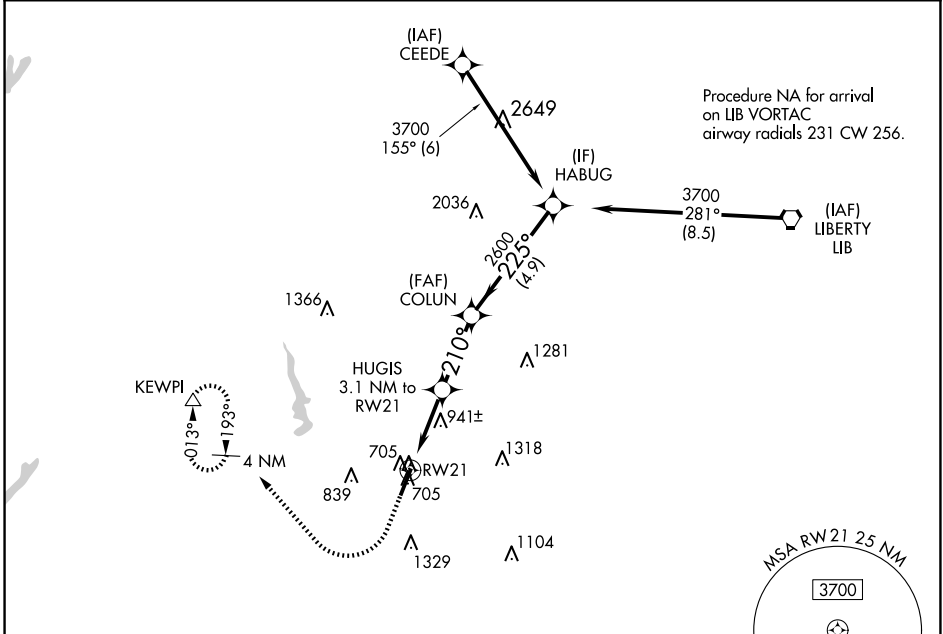 (IAF)
CEEDE
2649
3700
155° (6)
Procedure NA for arrival
on LIB VORTAC
airway radials 231 CW 256.
(IF)
HABUG
2036
3700
281°
(8.5)
(IAF)
LIBERTY
LIB
2600
225°
(4.9)
(FAF)
COLUN
1366
210°
1281
HUGIS
3.1 NM to
RW21
KEWPI
941±
013°
193°
4 NM
705
RW21
1318
839
705
1329
1104
MSA RW21 25 NM
3700